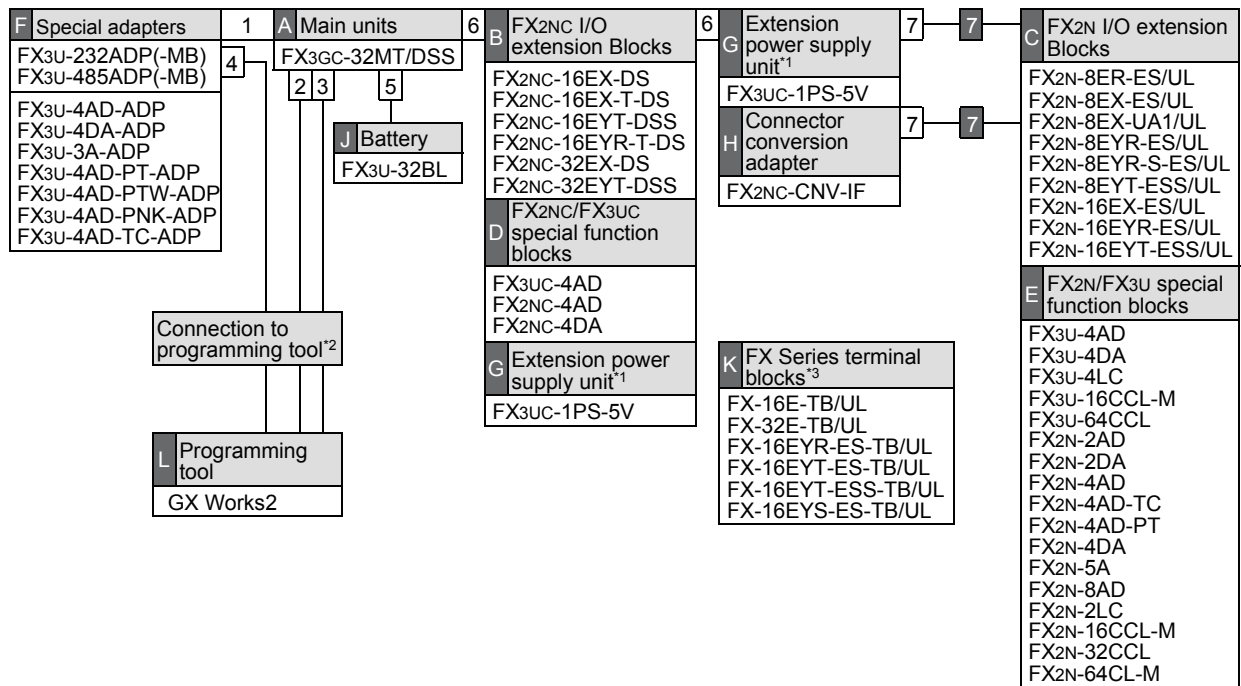 F Special adapters
FX3U-232ADP(-MB)
FX3U-485ADP(-MB)
FX3U-4AD-ADP
FX3U-4DA-ADP
FX3U-3A-ADP
FX3U-4AD-PT-ADP
FX3U-4AD-PTW-ADP
FX3U-4AD-PNK-ADP
FX3U-4AD-TC-ADP
1
4
A Main units
FX3GC-32MT/DSS
2 3
5
J Battery
FX3U-32BL
Connection to
programming tool*2
L Programming
tool
GX Works2
6
B FX2NC I/O
extension Blocks
FX2NC-16EX-DS
FX2NC-16EX-T-DS
FX2NC-16EYT-DSS
FX2NC-16EYR-T-DS
FX2NC-32EX-DS
FX2NC-32EYT-DSS
D FX2NC/FX3UC
special function
blocks
FX3UC-4AD
FX2NC-4AD
FX2NC-4DA
G Extension power
supply unit*1
FX3UC-1PS-5V
6
G Extension
power supply
unit*1
FX3UC-1PS-5V
7
7
H Connector
conversion
adapter
FX2NC-CNV-IF
7
7
K FX Series terminal
blocks*3
FX-16E-TB/UL
FX-32E-TB/UL
FX-16EYR-ES-TB/UL
FX-16EYT-ES-TB/UL
FX-16EYT-ESS-TB/UL
FX-16EYS-ES-TB/UL
C FX2N I/O extension
Blocks
FX2N-8ER-ES/UL
FX2N-8EX-ES/UL
FX2N-8EX-UA1/UL
FX2N-8EYR-ES/UL
FX2N-8EYR-S-ES/UL
FX2N-8EYT-ESS/UL
FX2N-16EX-ES/UL
FX2N-16EYR-ES/UL
FX2N-16EYT-ESS/UL
E FX2N/FX3U special
function blocks
FX3U-4AD
FX3U-4DA
FX3U-4LC
FX3U-16CCL-M
FX3U-64CCL
FX2N-2AD
FX2N-2DA
FX2N-4AD
FX2N-4AD-TC
FX2N-4AD-PT
FX2N-4DA
FX2N-5A
FX2N-8AD
FX2N-2LC
FX2N-16CCL-M
FX2N-32CCL
FX2N-64CL-M